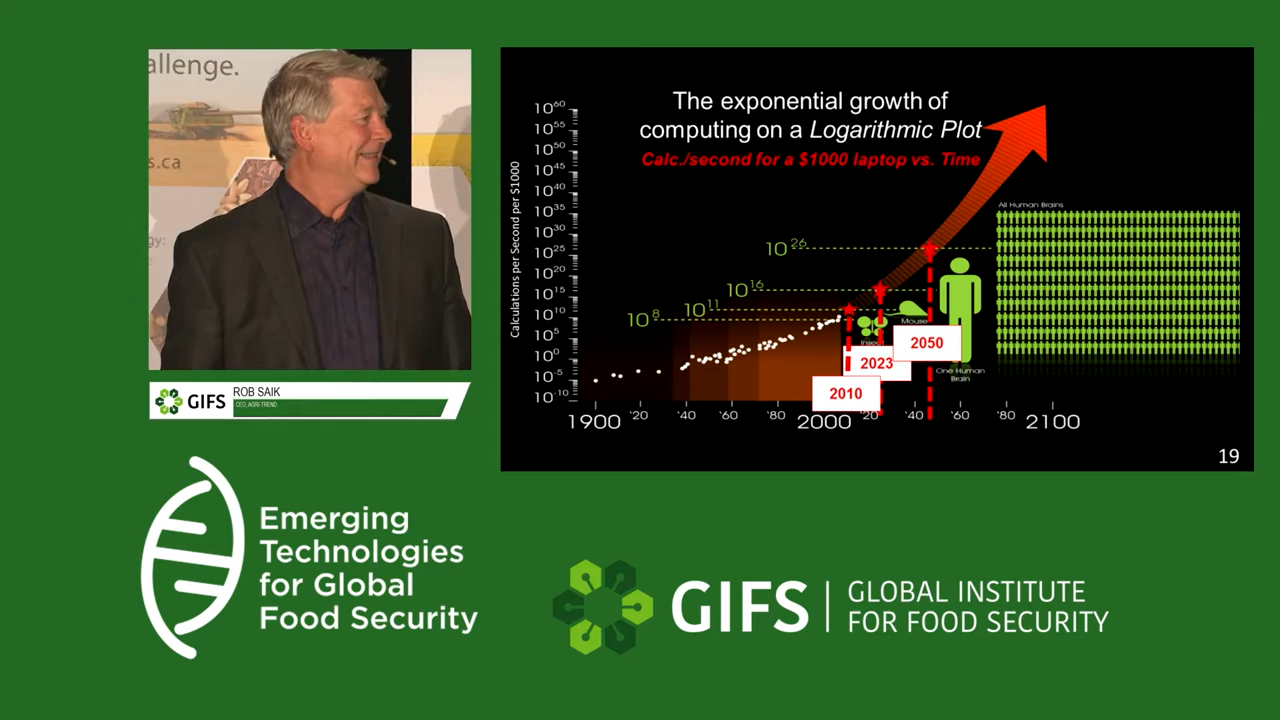 allenge.
s.ca
gy:
GIFS
ROB SAIK
CEO, AGRI-TREND
Emerging
Technologies
for Global
Food Security
The exponential growth of
computing on a Logarithmic Plot
Calc./second for a $1000 laptop vs. Time
Calculations per Second per $1000
10^60
10^55
10^50
10^45
10^40
10^35
10^30
10^25
10^20
10^15
10^10
10^5
10^0
10^-5
10^-10
10^26
10^16
10^11
10^8
All Human Brains
Mouse
One Human
Brain
2010
2023
2050
1900 '20 '40 '60 '80 2000 '20 '40 '60 '80 2100
19
GIFS
GLOBAL INSTITUTE
FOR FOOD SECURITY